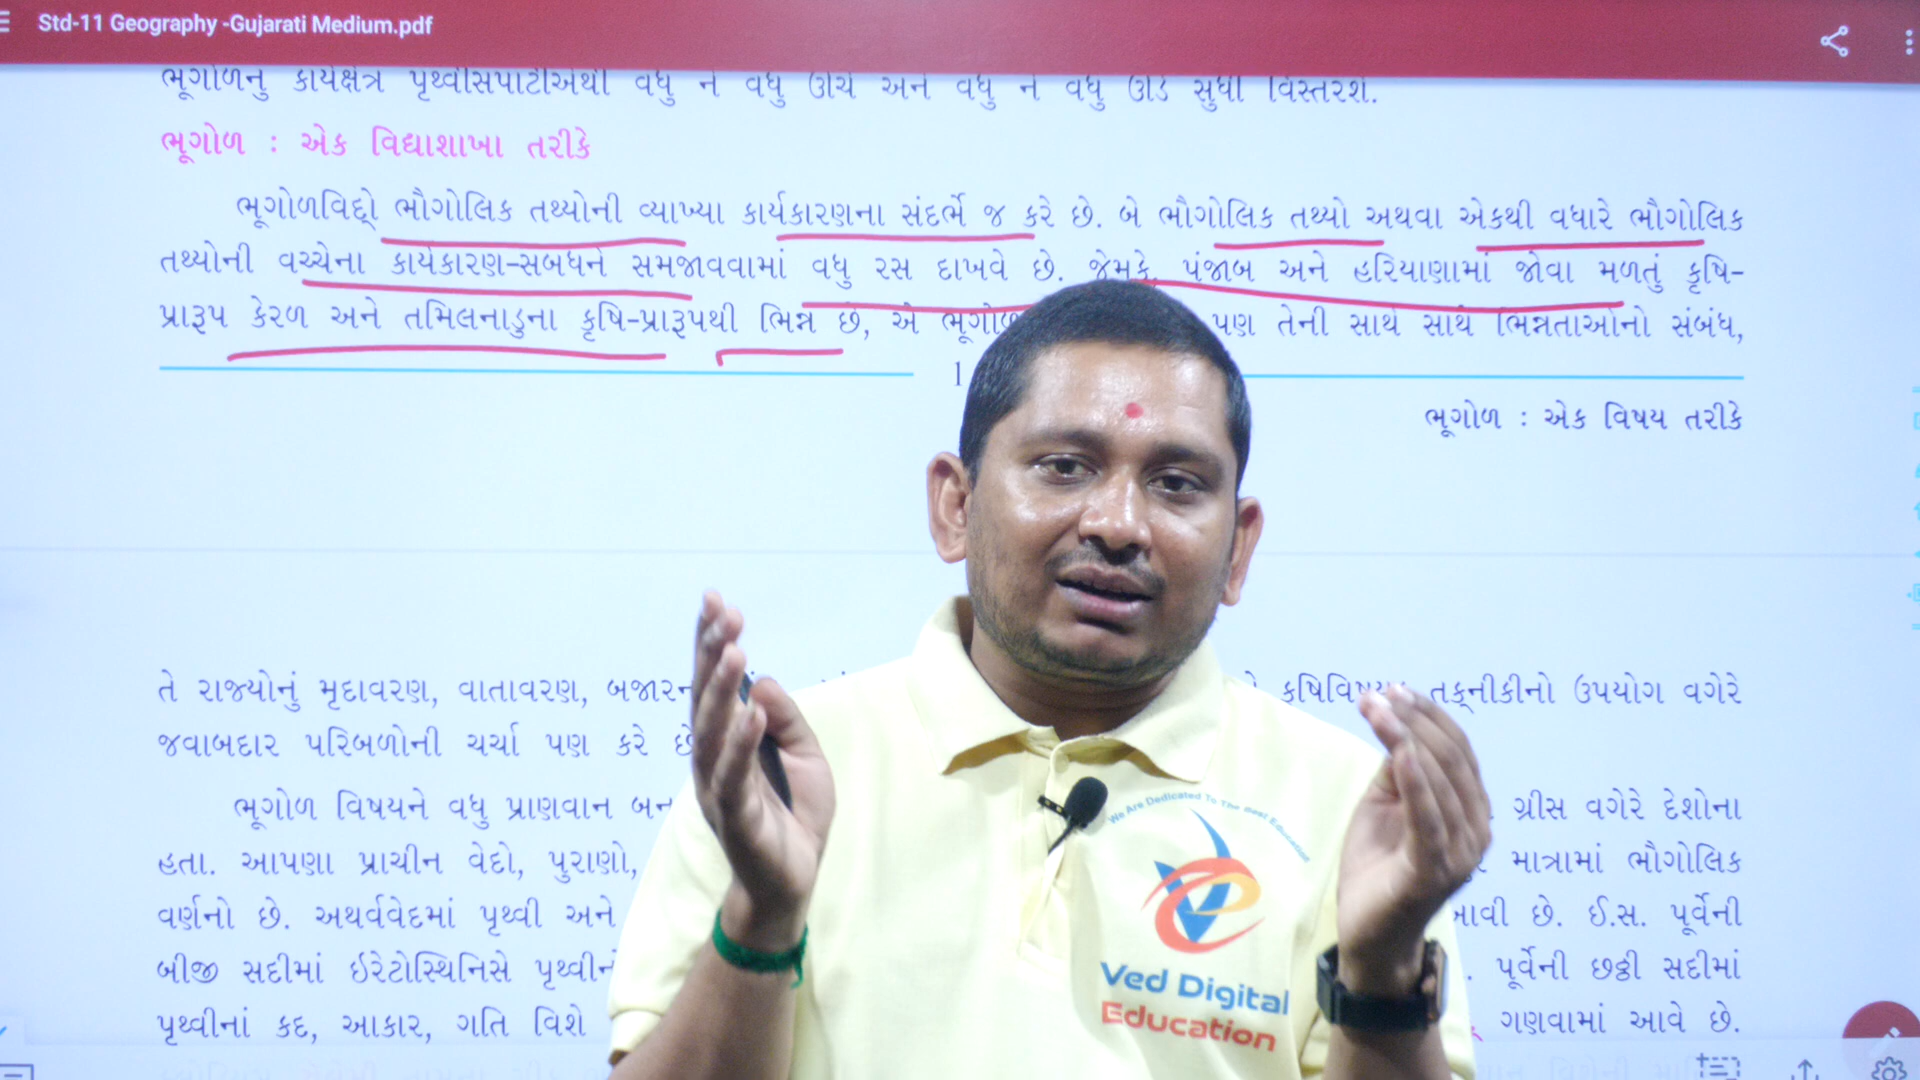 Std-11 Geography -Gujarati Medium.pdf
ભૂગોળનું કાર્યક્ષેત્ર પૃથ્વીસપાટીએથી વધુ ને વધુ ઊંચે અને વધુ ને વધુ ઊંડે સુધી વિસ્તરશે.
ભૂગોળ : એક વિદ્યાશાખા તરીકે
ભૂગોળવિદ્દો ભૌગોલિક તથ્યોની વ્યાખ્યા કાર્યકારણના સંદર્ભે જ કરે છે. બે ભૌગોલિક તથ્યો અથવા એકથી વધારે ભૌગોલિક
તથ્યોની વચ્ચેના કાર્યકારણ-સંબંધને સમજાવવામાં વધુ રસ દાખવે છે. જેમકે, પંજાબ અને હરિયાણામાં જોવા મળતું કૃષિ-
પ્રારૂપ કેરળ અને તમિલનાડુના કૃષિ-પ્રારૂપથી ભિન્ન છે, એ પણ તેની સાથે સાથે ભિન્નતાઓનો સંબંધ,
1
ભૂગોળ : એક વિષય તરીકે
તે રાજ્યોનું મૃદાવરણ, વાતાવરણ, તક્નીકીનો ઉપયોગ વગેરે
જવાબદાર પરિબળોની ચર્ચા પણ કરે
ભૂગોળ વિષયને વધુ પ્રાણવાન ગ્રીસ વગેરે દેશોના
હતા. આપણા પ્રાચીન વેદો, પુરાણો, માત્રામાં ભૌગોલિક
વર્ણનો છે. અથર્વવેદમાં પૃથ્વી અને છે. ઈ.સ. પૂર્વેની
બીજી સદીમાં ઇરેટોસ્થિનિસે પૂર્વેની છઠ્ઠી સદીમાં
પૃથ્વીનાં કદ, આકાર, ગતિ વિશે ગણવામાં આવે છે.
We Are Dedicated To The Best Education
Ved Digital
Education